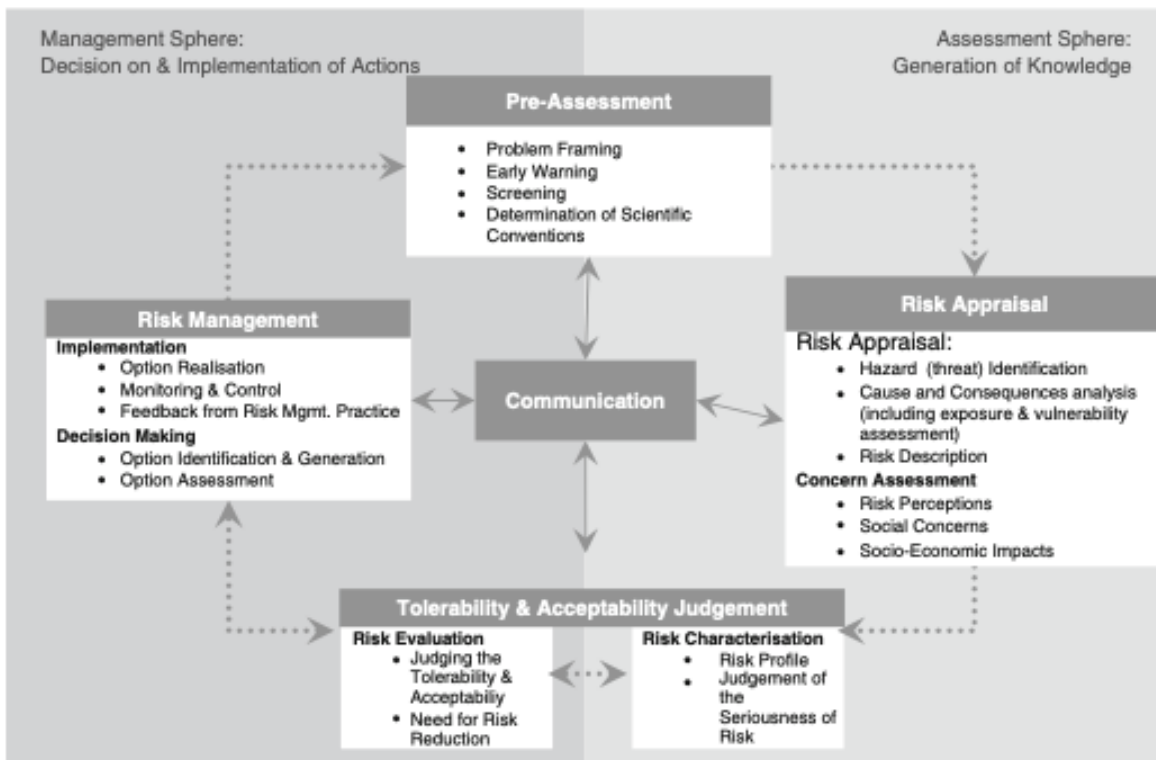 Management Sphere:
Decision on & Implementation of Actions
Assessment Sphere:
Generation of Knowledge
Pre-Assessment
• Problem Framing
• Early Warning
• Screening
• Determination of Scientific
Conventions
Risk Management
Implementation
• Option Realisation
• Monitoring & Control
• Feedback from Risk Mgmt. Practice
Decision Making
• Option Identification & Generation
• Option Assessment
Communication
Risk Appraisal
Risk Appraisal:
• Hazard (threat) Identification
• Cause and Consequences analysis
(including exposure & vulnerability
assessment)
• Risk Description
Concern Assessment
• Risk Perceptions
• Social Concerns
• Socio-Economic Impacts
Tolerability & Acceptability Judgement
Risk Evaluation
• Judging the
Tolerability &
Acceptabiliy
• Need for Risk
Reduction
Risk Characterisation
• Risk Profile
• Judgement of
the
Seriousness of
Risk